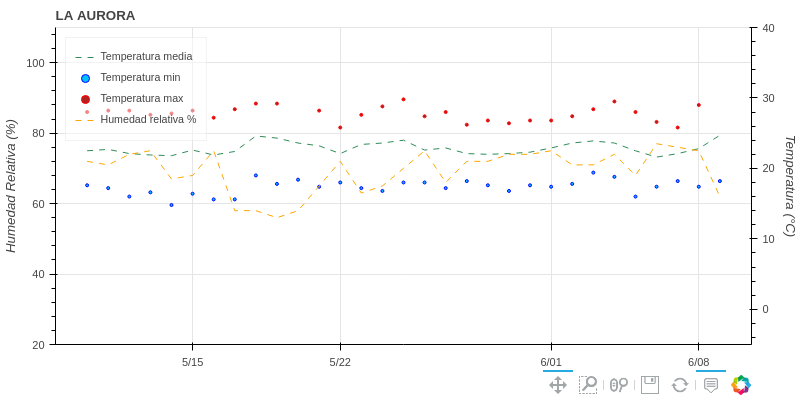 LA AURORA
Temperatura media
Temperatura min
Temperatura max
Humedad relativa %
Humedad Relativa (%)
100
80
60
40
20
40
30
20
10
0
Temperatura (°C)
5/15
5/22
6/01
6/08